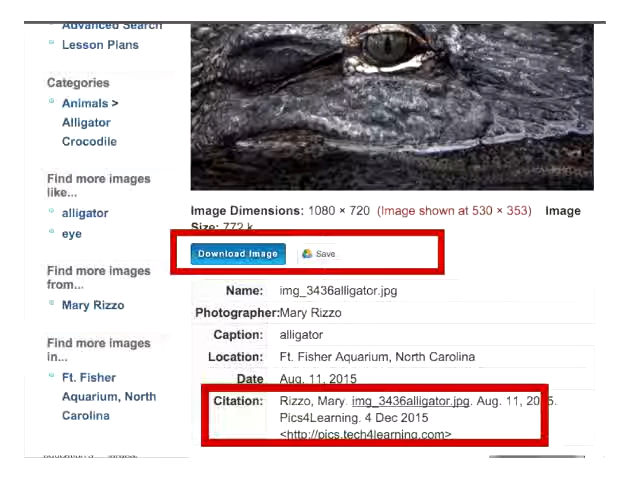 Advanced Search
Lesson Plans
Categories
Animals >
Alligator
Crocodile
Find more images
like...
alligator
eye
Find more images
from...
Mary Rizzo
Find more images
in...
Ft. Fisher
Aquarium, North
Carolina
Image Dimensions: 1080 × 720 (Image shown at 530 × 353) Image
Size: 772 k
Download Image Save
Name: img_3436alligator.jpg
Photographer:Mary Rizzo
Caption: alligator
Location: Ft. Fisher Aquarium, North Carolina
Date Aug. 11, 2015
Citation: Rizzo, Mary. img_3436alligator.jpg. Aug. 11, 2015.
Pics4Learning. 4 Dec 2015
<http://pics.tech4learning.com>